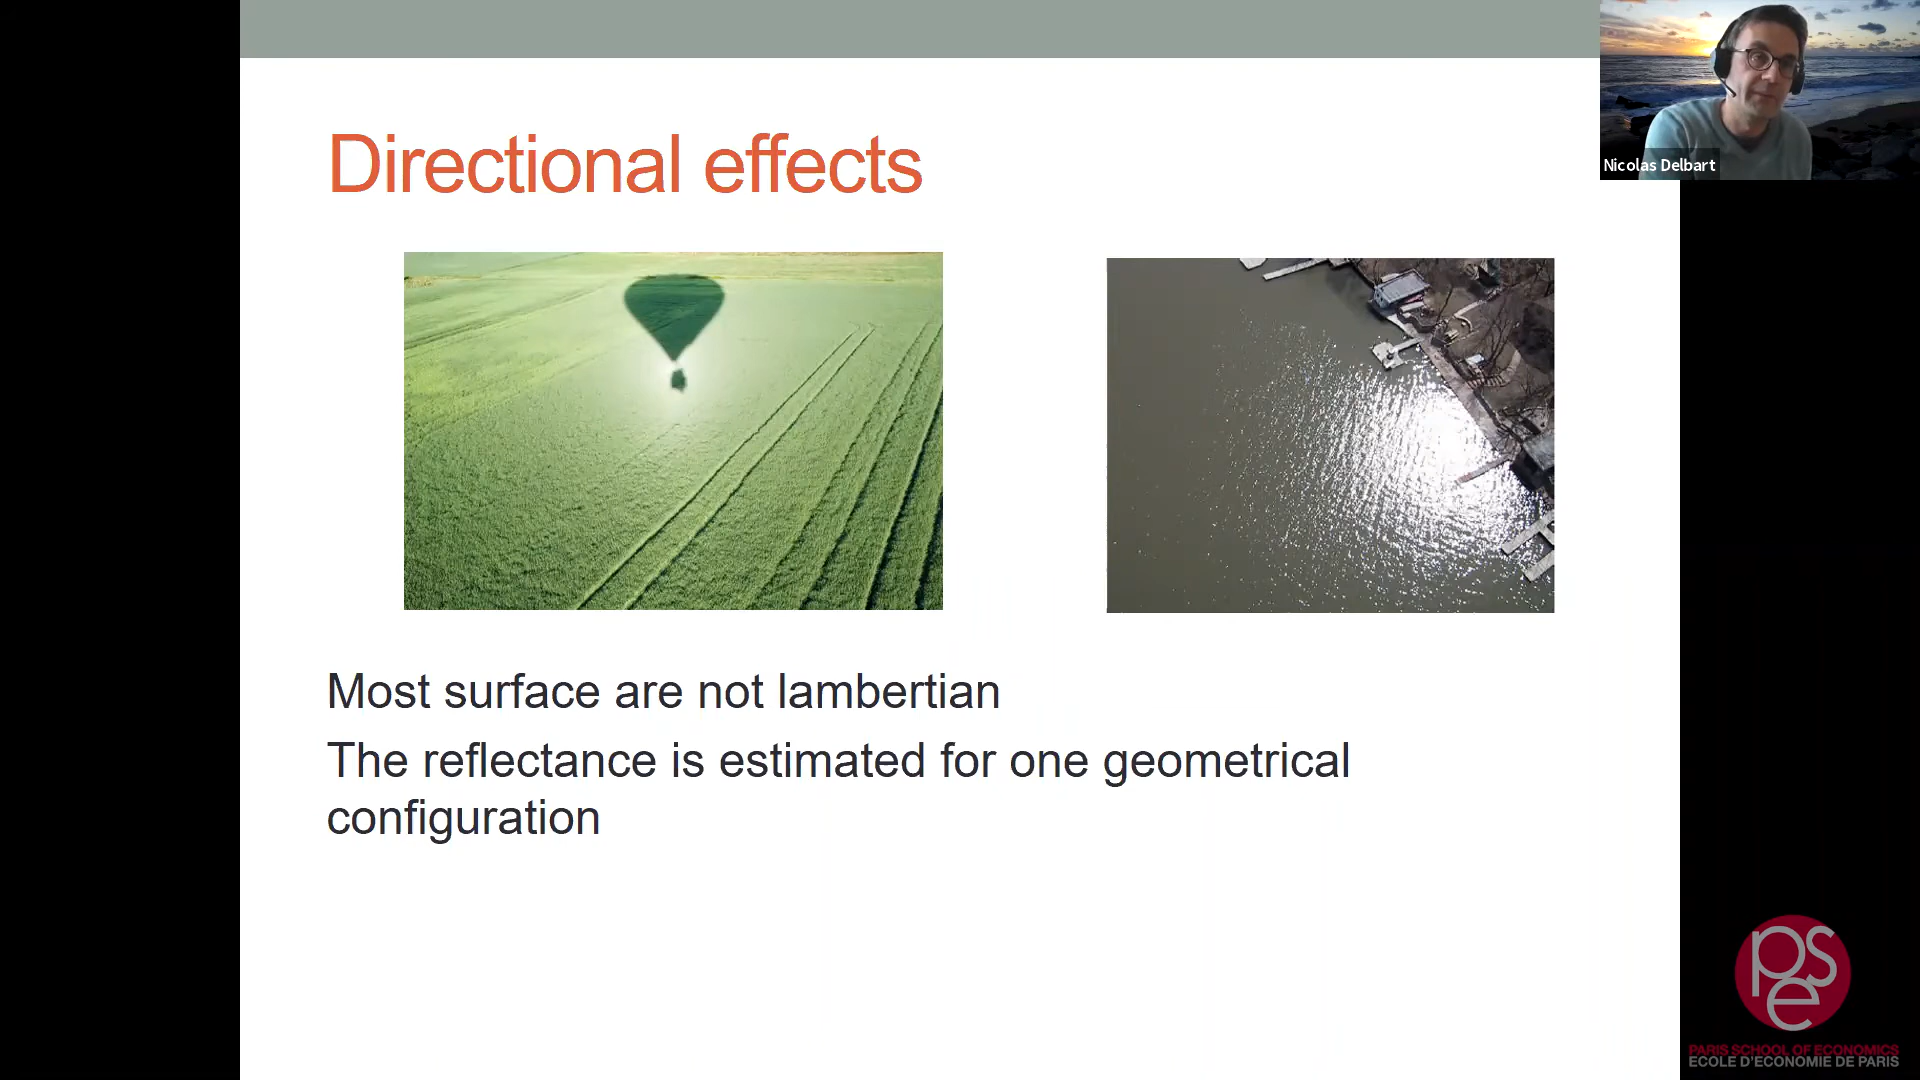 Directional effects
Nicolas Delbart
Most surface are not lambertian
The reflectance is estimated for one geometrical
configuration
pse
PARIS SCHOOL OF ECONOMICS
ECOLE D'ECONOMIE DE PARIS